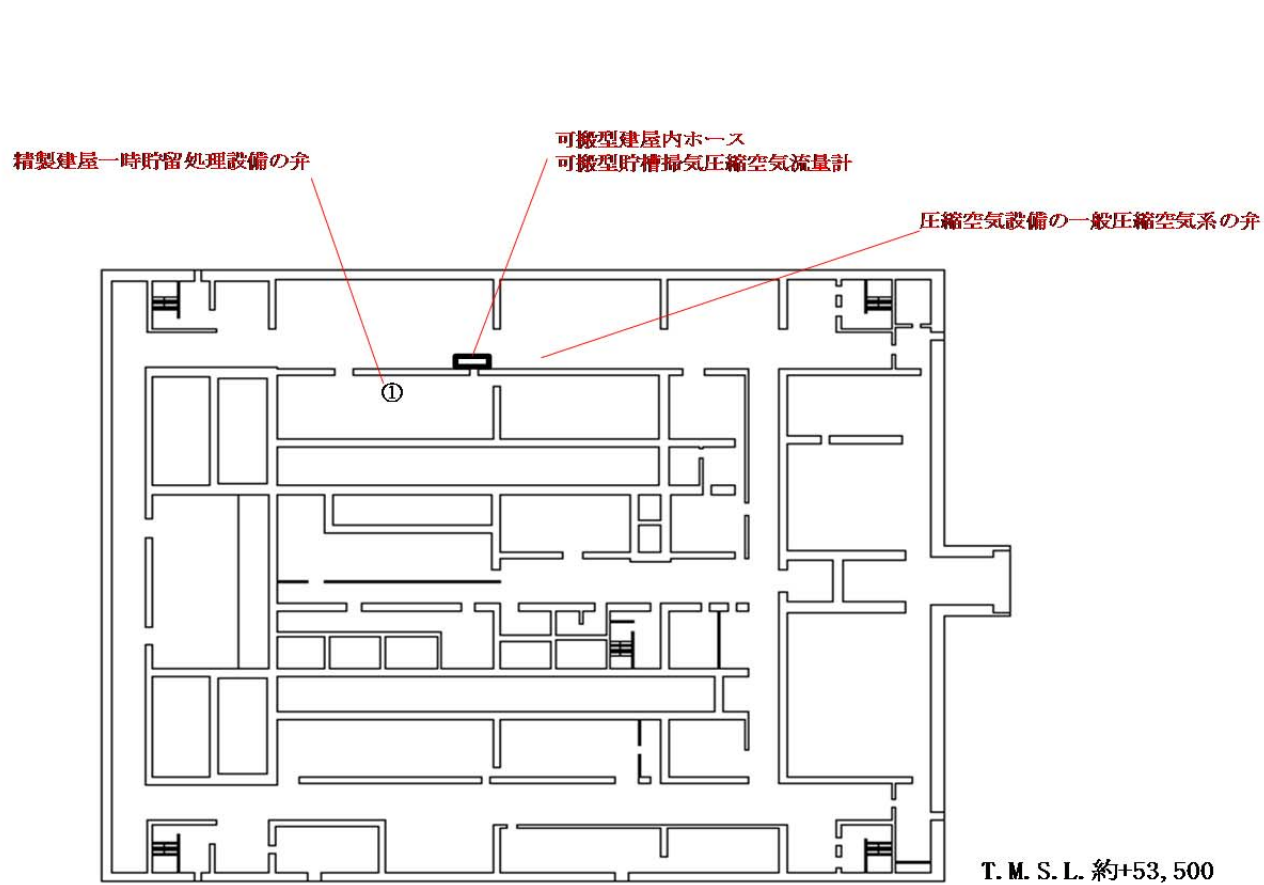 可搬型建屋内ホース
可搬型貯槽掃気圧縮空気流量計
精製建屋一時貯留処理設備の弁
圧縮空気設備の一般圧縮空気系の弁
①
T.M.S.L.約+53,500